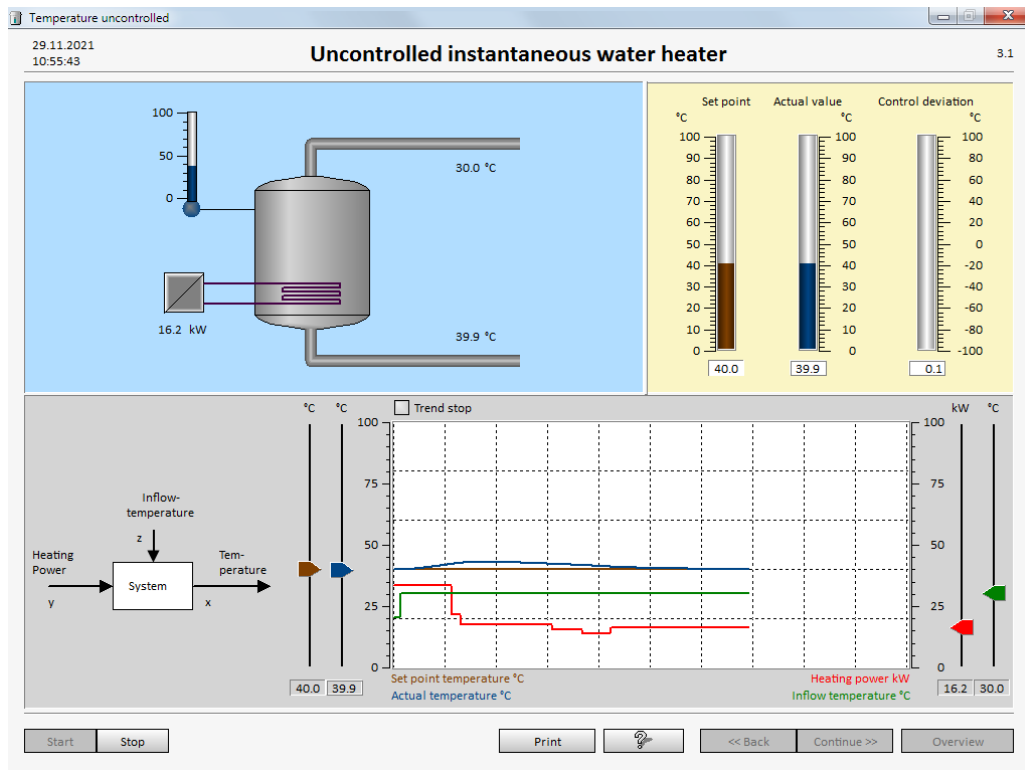 Temperature uncontrolled
29.11.2021
10:55:43
Uncontrolled instantaneous water heater
3.1
100
50
0
30.0 °C
16.2 kW
39.9 °C
Set point Actual value Control deviation
°C °C °C
100 100 100
90 90 80
80 80 60
70 70 40
60 60 20
50 50 0
40 40 -20
30 30 -40
20 20 -60
10 10 -80
0 0 -100
40.0 39.9 0.1
°C °C Trend stop kW °C
100 100
75 75
50 50
25 25
0 0
Inflow-
temperature
z
Heating
Power
Tem-
perature
System
y x
Set point temperature °C Heating power kW
Actual temperature °C Inflow temperature °C
40.0 39.9 16.2 30.0
Start Stop Print ? << Back Continue >> Overview